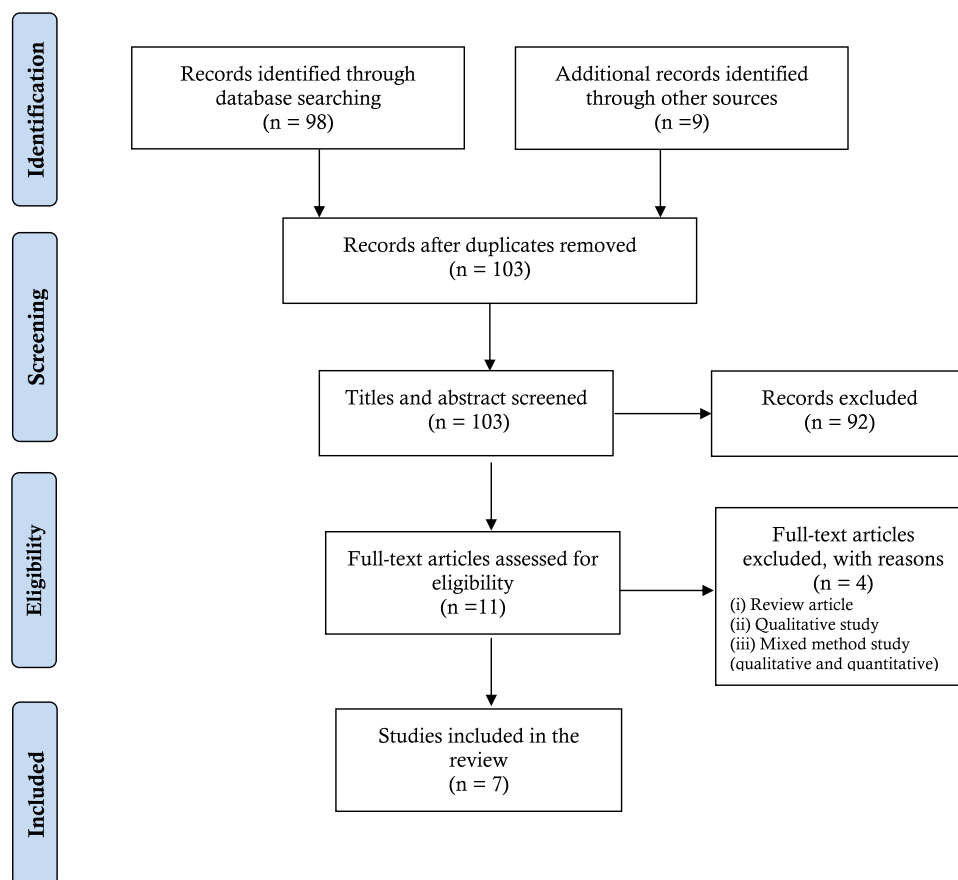 Identification
Records identified through
database searching
(n = 98)
Additional records identified
through other sources
(n =9)
Screening
Records after duplicates removed
(n = 103)
Titles and abstract screened
(n = 103)
Records excluded
(n = 92)
Eligibility
Full-text articles assessed for
eligibility
(n =11)
Full-text articles
excluded, with reasons
(n = 4)
(i) Review article
(ii) Qualitative study
(iii) Mixed method study
(qualitative and quantitative)
Included
Studies included in the
review
(n = 7)